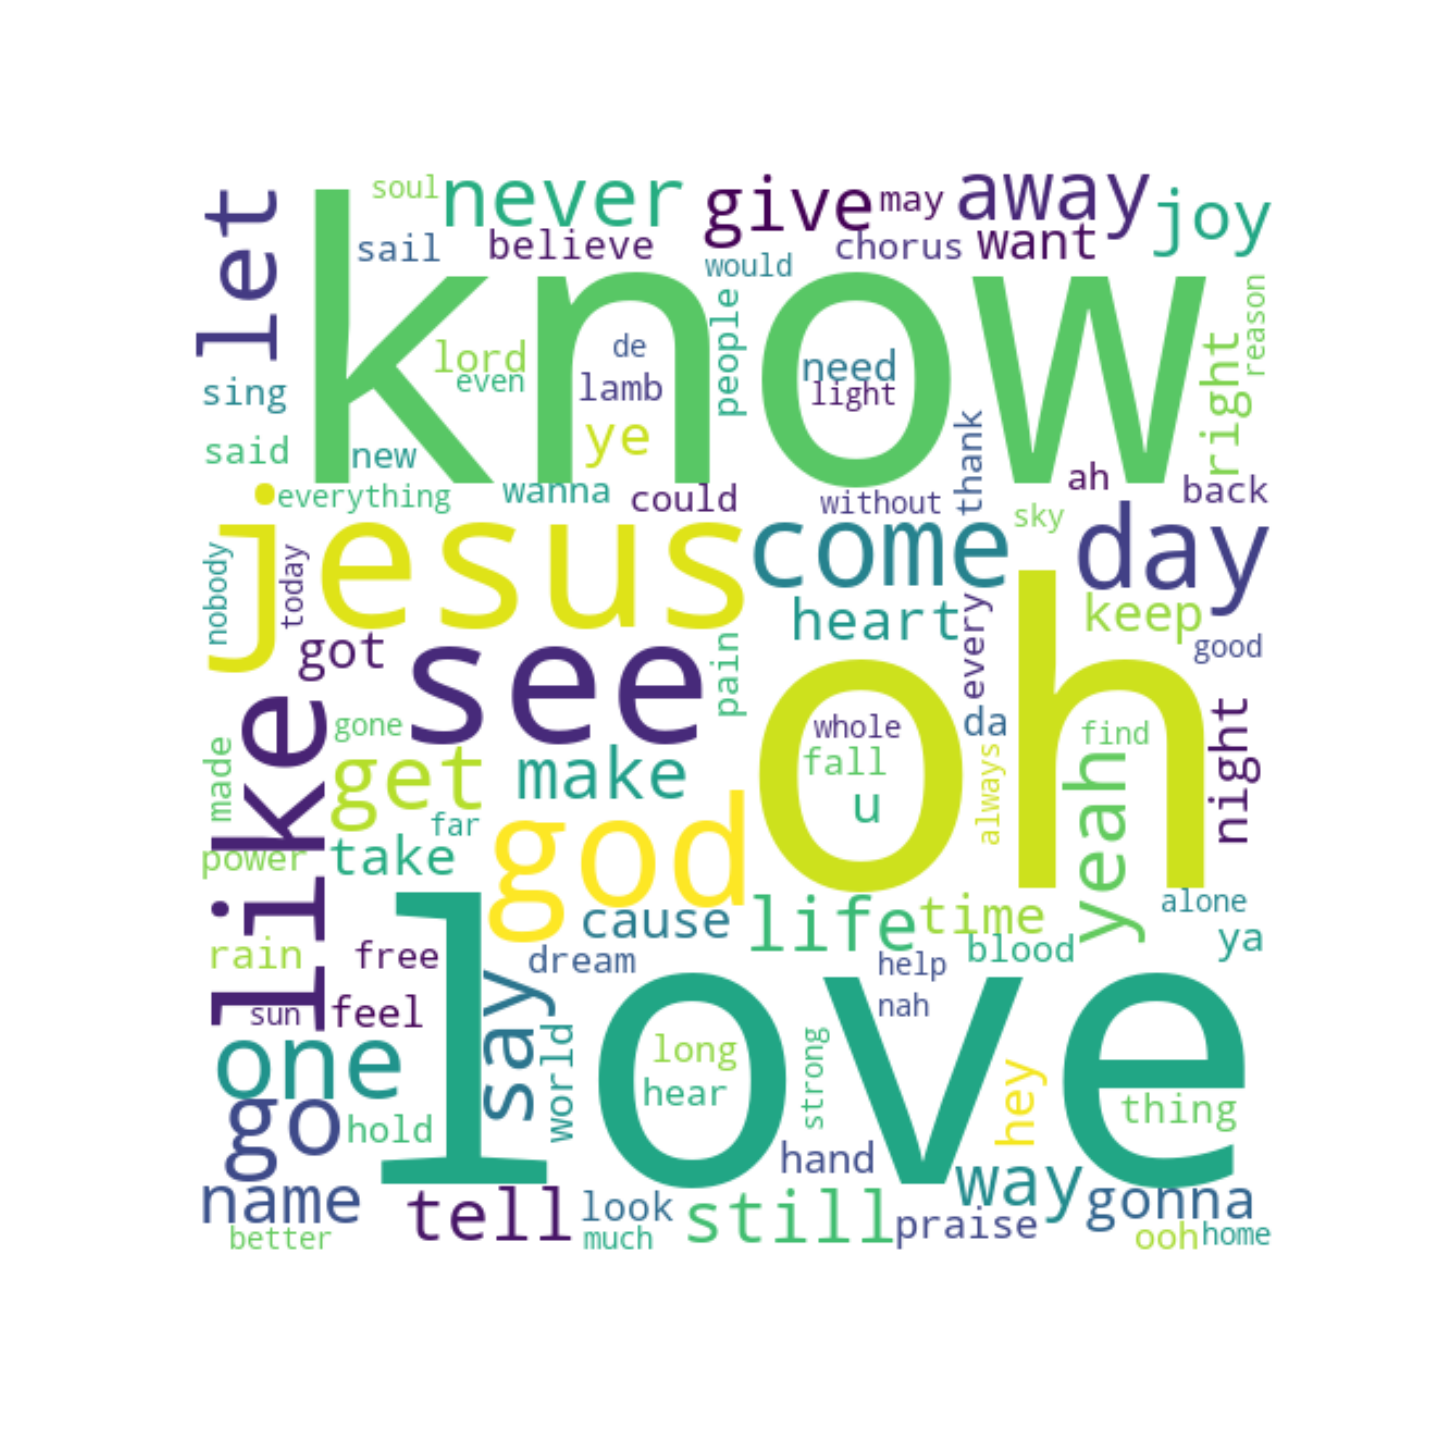 soul
never
give
may
away
joy
let
sail
believe
would
chorus
want
know
people
reason
right
lord
even
de
lamb
need
light
sing
ye
said
new
thank
ah
back
everything
wanna
could
without
sky
jesus
come
day
nobody
today
heart
every
keep
got
see
pain
good
oh
like
gone
whole
da
find
made
get
make
fall
u
always
yeah
night
far
power
take
god
cause
life
time
alone
rain
free
dream
blood
ya
help
sun
feel
love
say
nah
one
world
long
hear
strong
hey
thing
go
hold
hand
name
tell
look
still
praise
way
gonna
better
much
ooh
home